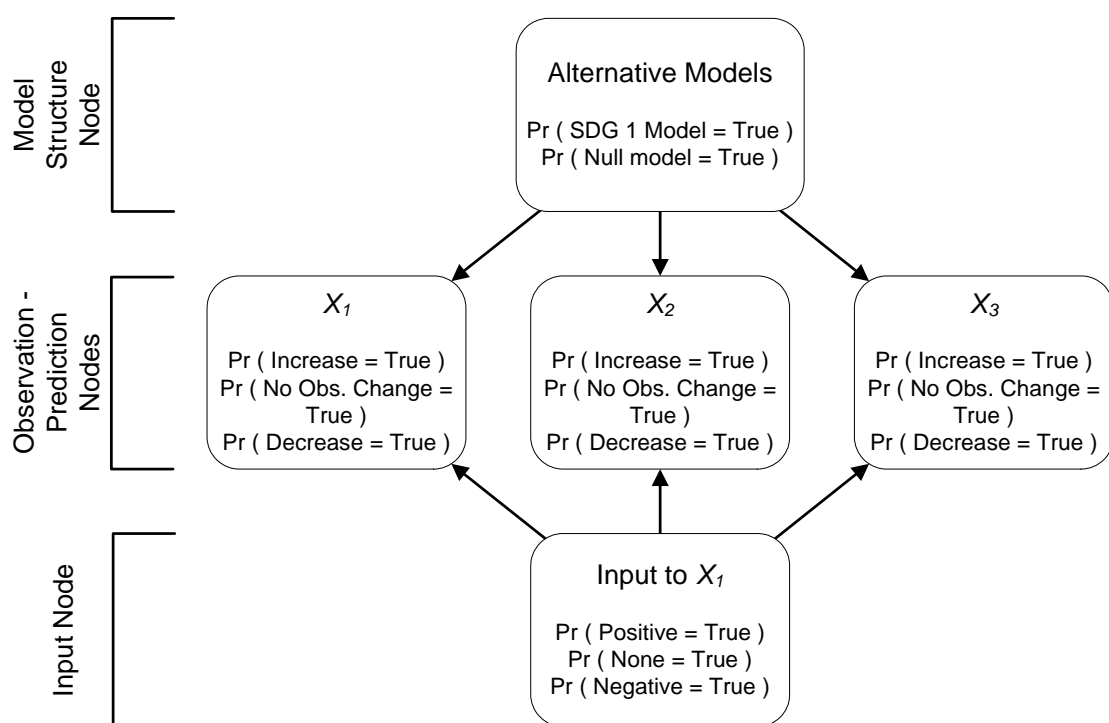 Model
Structure
Node
Alternative Models
Pr ( SDG 1 Model = True )
Pr ( Null model = True )
Observation -
Prediction
Nodes
X1
Pr ( Increase = True )
Pr ( No Obs. Change =
True )
Pr ( Decrease = True )
X2
Pr ( Increase = True )
Pr ( No Obs. Change =
True )
Pr ( Decrease = True )
X3
Pr ( Increase = True )
Pr ( No Obs. Change =
True )
Pr ( Decrease = True )
Input Node
Input to X1
Pr ( Positive = True )
Pr ( None = True )
Pr ( Negative = True )